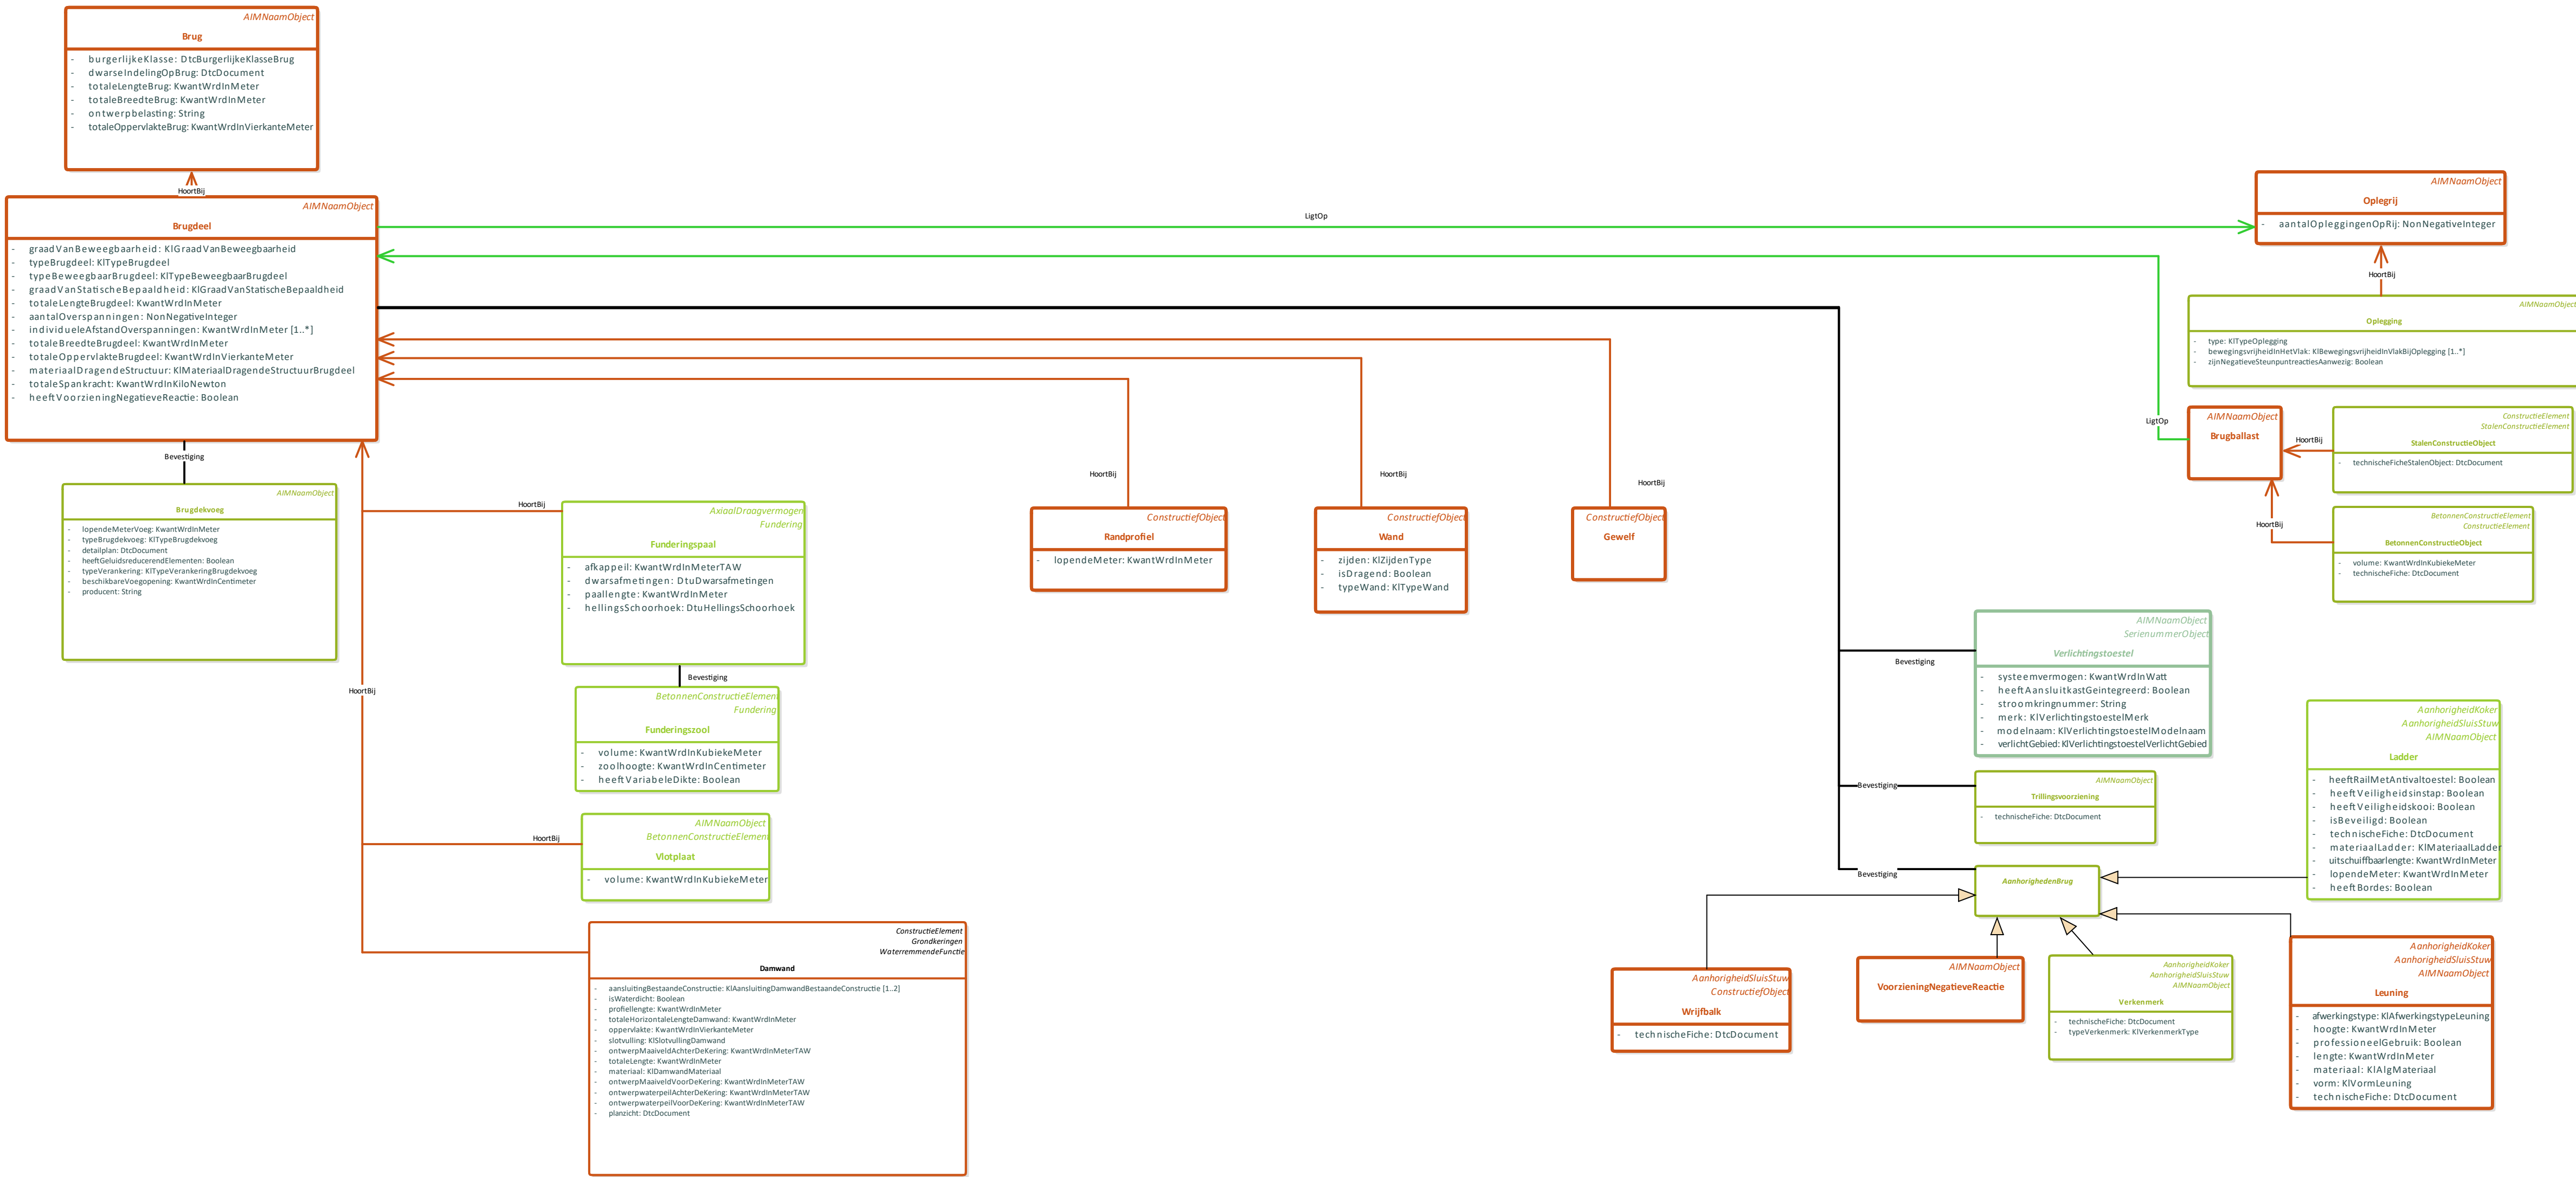 AIMNaamObject
Brug
- burgerlijkeKlasse: DtcBurgerlijkeKlasseBrug
- dwarseIndelingOpBrug: DtcDocument
- totaleLengteBrug: KwantWrdInMeter
- totaleBreedteBrug: KwantWrdInMeter
- ontwerpbelasting: String
- totaleOppervlakteBrug: KwantWrdInVierkanteMeter
HoortBij
AIMNaamObject
Brugdeel
- graadVanBeweegbaarheid: KlGraadVanBeweegbaarheid
- typeBrugdeel: KlTypeBrugdeel
- typeBeweegbaarBrugdeel: KlTypeBeweegbaarBrugdeel
- graadVanStatischeBepaaldheid: KlGraadVanStatischeBepaaldheid
- totaleLengteBrugdeel: KwantWrdInMeter
- aantalOverspanningen: NonNegativeInteger
- individueleAfstandOverspanningen: KwantWrdInMeter [1..*]
- totaleBreedteBrugdeel: KwantWrdInMeter
- totaleOppervlakteBrugdeel: KwantWrdInVierkanteMeter
- materiaalDragendeStructuur: KlMateriaalDragendeStructuurBrugdeel
- totaleSpankracht: KwantWrdInKiloNewton
- heeftVoorzieningNegatieveReactie: Boolean
LigtOp
AIMNaamObject
Oplegrij
- aantalOpleggingenOpRij: NonNegativeInteger
HoortBij
AIMNaamObject
Oplegging
- type: KlTypeOplegging
- bewegingsvrijheidInHetVlak: KlBewegingsvrijheidInVlakBijOplegging [1..*]
- zijnNegatieveSteunpuntreactiesAanwezig: Boolean
LigtOp
AIMNaamObject
Brugballast
HoortBij
ConstructieElement
StalenConstructieElement
StalenConstructieObject
- technischeFicheStalenObject: DtcDocument
HoortBij
BetonnenConstructieElement
ConstructieElement
BetonnenConstructieObject
- volume: KwantWrdInKubiekeMeter
- technischeFiche: DtcDocument
Bevestiging
AIMNaamObject
Brugdekvoeg
- lopendeMeterVoeg: KwantWrdInMeter
- typeBrugdekvoeg: KlTypeBrugdekvoeg
- detailplan: DtcDocument
- heeftGeluidsreducerendElementen: Boolean
- typeVerankering: KlTypeVerankeringBrugdekvoeg
- beschikbareVoegopening: KwantWrdInCentimeter
- producent: String
HoortBij
AxiaalDraagvermogen
Fundering
Funderingspaal
- afkappeil: KwantWrdInMeterTAW
- dwarsafmetingen: DtuDwarsafmetingen
- paallengte: KwantWrdInMeter
- hellingsSchoorhoek: DtuHellingsSchoorhoek
Bevestiging
BetonnenConstructieElement
Fundering
Funderingszool
- volume: KwantWrdInKubiekeMeter
- zoolhoogte: KwantWrdInCentimeter
- heeftVariabeleDikte: Boolean
HoortBij
HoortBij
AIMNaamObject
BetonnenConstructieElement
Vlotplaat
- volume: KwantWrdInKubiekeMeter
ConstructieElement
Grondkeringen
WaterremmendeFunctie
Damwand
- aansluitingBestaandeConstructie: KlAansluitingDamwandBestaandeConstructie [1..2]
- isWaterdicht: Boolean
- profiellengte: KwantWrdInMeter
- totaleHorizontaleLengteDamwand: KwantWrdInMeter
- oppervlakte: KwantWrdInVierkanteMeter
- slotvulling: KlSlotvullingDamwand
- ontwerpMaaiveldAchterDeKering: KwantWrdInMeterTAW
- totaleLengte: KwantWrdInMeter
- materiaal: KlDamwandMateriaal
- ontwerpMaaiveldVoorDeKering: KwantWrdInMeterTAW
- ontwerpwaterpeilAchterDeKering: KwantWrdInMeterTAW
- ontwerpwaterpeilVoorDeKering: KwantWrdInMeterTAW
- planzicht: DtcDocument
HoortBij
ConstructiefObject
Randprofiel
- lopendeMeter: KwantWrdInMeter
HoortBij
ConstructiefObject
Wand
- zijden: KlZijdenType
- isDragend: Boolean
- typeWand: KlTypeWand
HoortBij
ConstructiefObject
Gewelf
Bevestiging
AIMNaamObject
SerienummerObject
Verlichtingstoestel
- systeemvermogen: KwantWrdInWatt
- heeftAansluitkastGeintegreerd: Boolean
- stroomkringnummer: String
- merk: KlVerlichtingstoestelMerk
- modelnaam: KlVerlichtingstoestelModelnaam
- verlichtGebied: KlVerlichtingstoestelVerlichtGebied
Bevestiging
AIMNaamObject
Trillingsvoorziening
- technischeFiche: DtcDocument
Bevestiging
AanhorighedenBrug
AanhorigheidKoker
AanhorigheidSluisStuw
AIMNaamObject
Ladder
- heeftRailMetAntivaltoestel: Boolean
- heeftVeiligheidsinstap: Boolean
- heeftVeiligheidskooi: Boolean
- isBeveiligd: Boolean
- technischeFiche: DtcDocument
- materiaalLadder: KlMateriaalLadder
- uitschuifbaarlengte: KwantWrdInMeter
- lopendeMeter: KwantWrdInMeter
- heeftBordes: Boolean
AanhorigheidSluisStuw
ConstructiefObject
Wrijfbalk
- technischeFiche: DtcDocument
AIMNaamObject
VoorzieningNegatieveReactie
AanhorigheidKoker
AanhorigheidSluisStuw
AIMNaamObject
Verkenmerk
- technischeFiche: DtcDocument
- typeVerkenmerk: KlVerkenmerkType
AanhorigheidKoker
AanhorigheidSluisStuw
AIMNaamObject
Leuning
- afwerkingstype: KlAfwerkingstypeLeuning
- hoogte: KwantWrdInMeter
- professioneelGebruik: Boolean
- lengte: KwantWrdInMeter
- materiaal: KlAlgMateriaal
- vorm: KlVormLeuning
- technischeFiche: DtcDocument